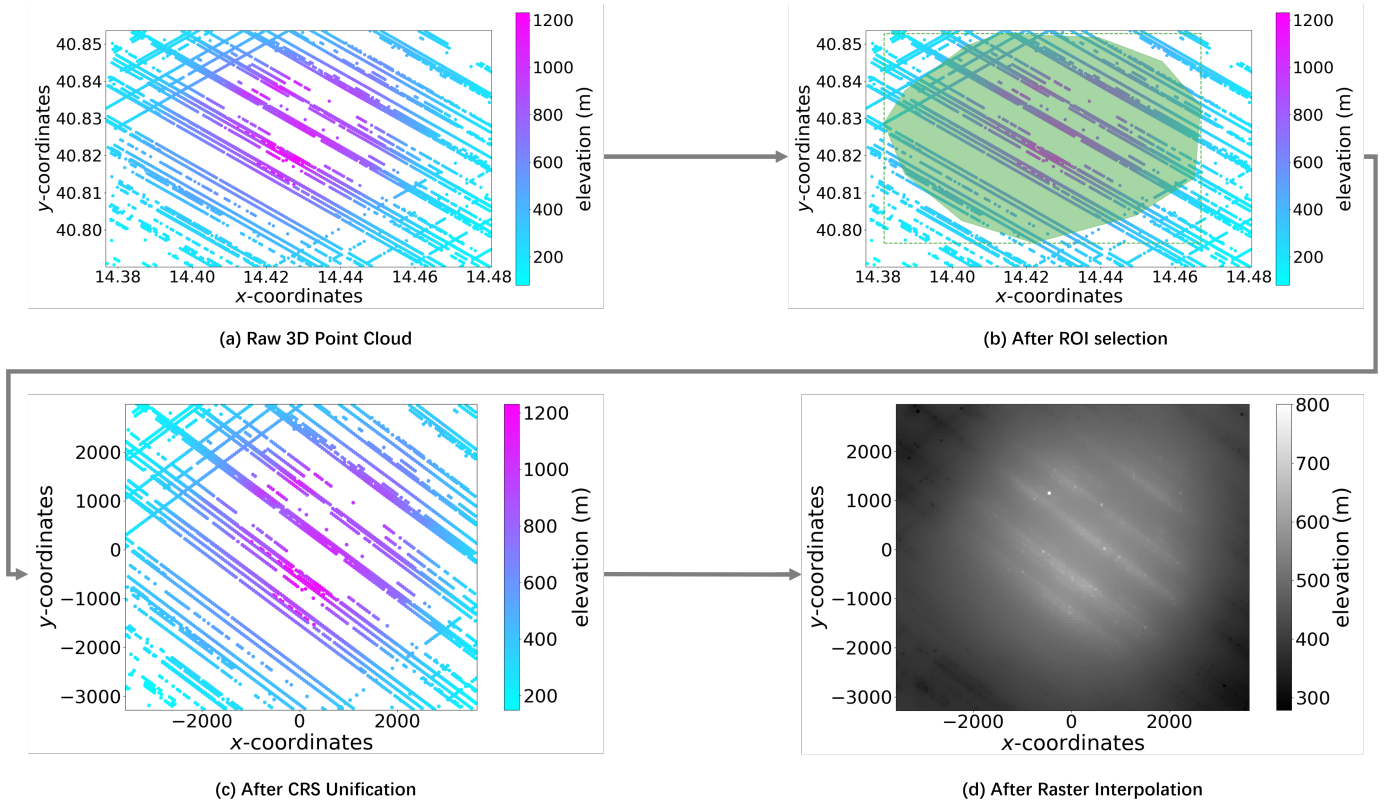 40.85
40.84
40.83
40.82
40.81
40.80
y-coordinates
14.38 14.40 14.42 14.44 14.46 14.48
x-coordinates
1200
1000
800
600
400
200
elevation (m)
(a) Raw 3D Point Cloud
40.85
40.84
40.83
40.82
40.81
40.80
y-coordinates
14.38 14.40 14.42 14.44 14.46 14.48
x-coordinates
1200
1000
800
600
400
200
elevation (m)
(b) After ROI selection
2000
1000
0
−1000
−2000
−3000
y-coordinates
−2000 0 2000
x-coordinates
1200
1000
800
600
400
200
elevation (m)
(c) After CRS Unification
2000
1000
0
−1000
−2000
−3000
y-coordinates
−2000 0 2000
x-coordinates
800
700
600
500
400
300
elevation (m)
(d) After Raster Interpolation